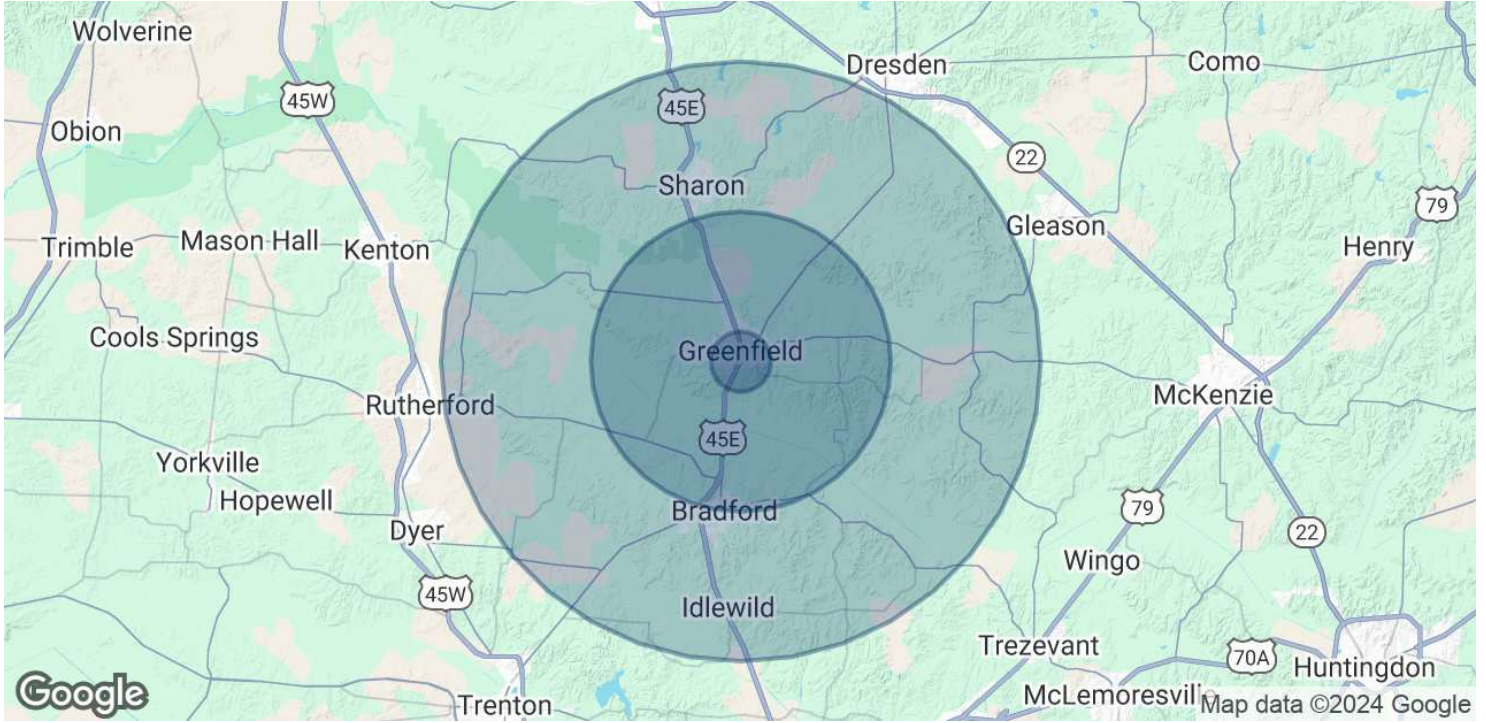 Wolverine
Dresden
Como
45W
45E
Obion
22
Sharon
79
Gleason
Trimble
Mason Hall
Kenton
Henry
Cools Springs
Greenfield
McKenzie
Rutherford
45E
Yorkville
Hopewell
Bradford
79
Dyer
22
Wingo
45W
Idlewild
Trezevant
70A
Huntingdon
Google
Trenton
McLemoresvil
Map data ©2024 Google